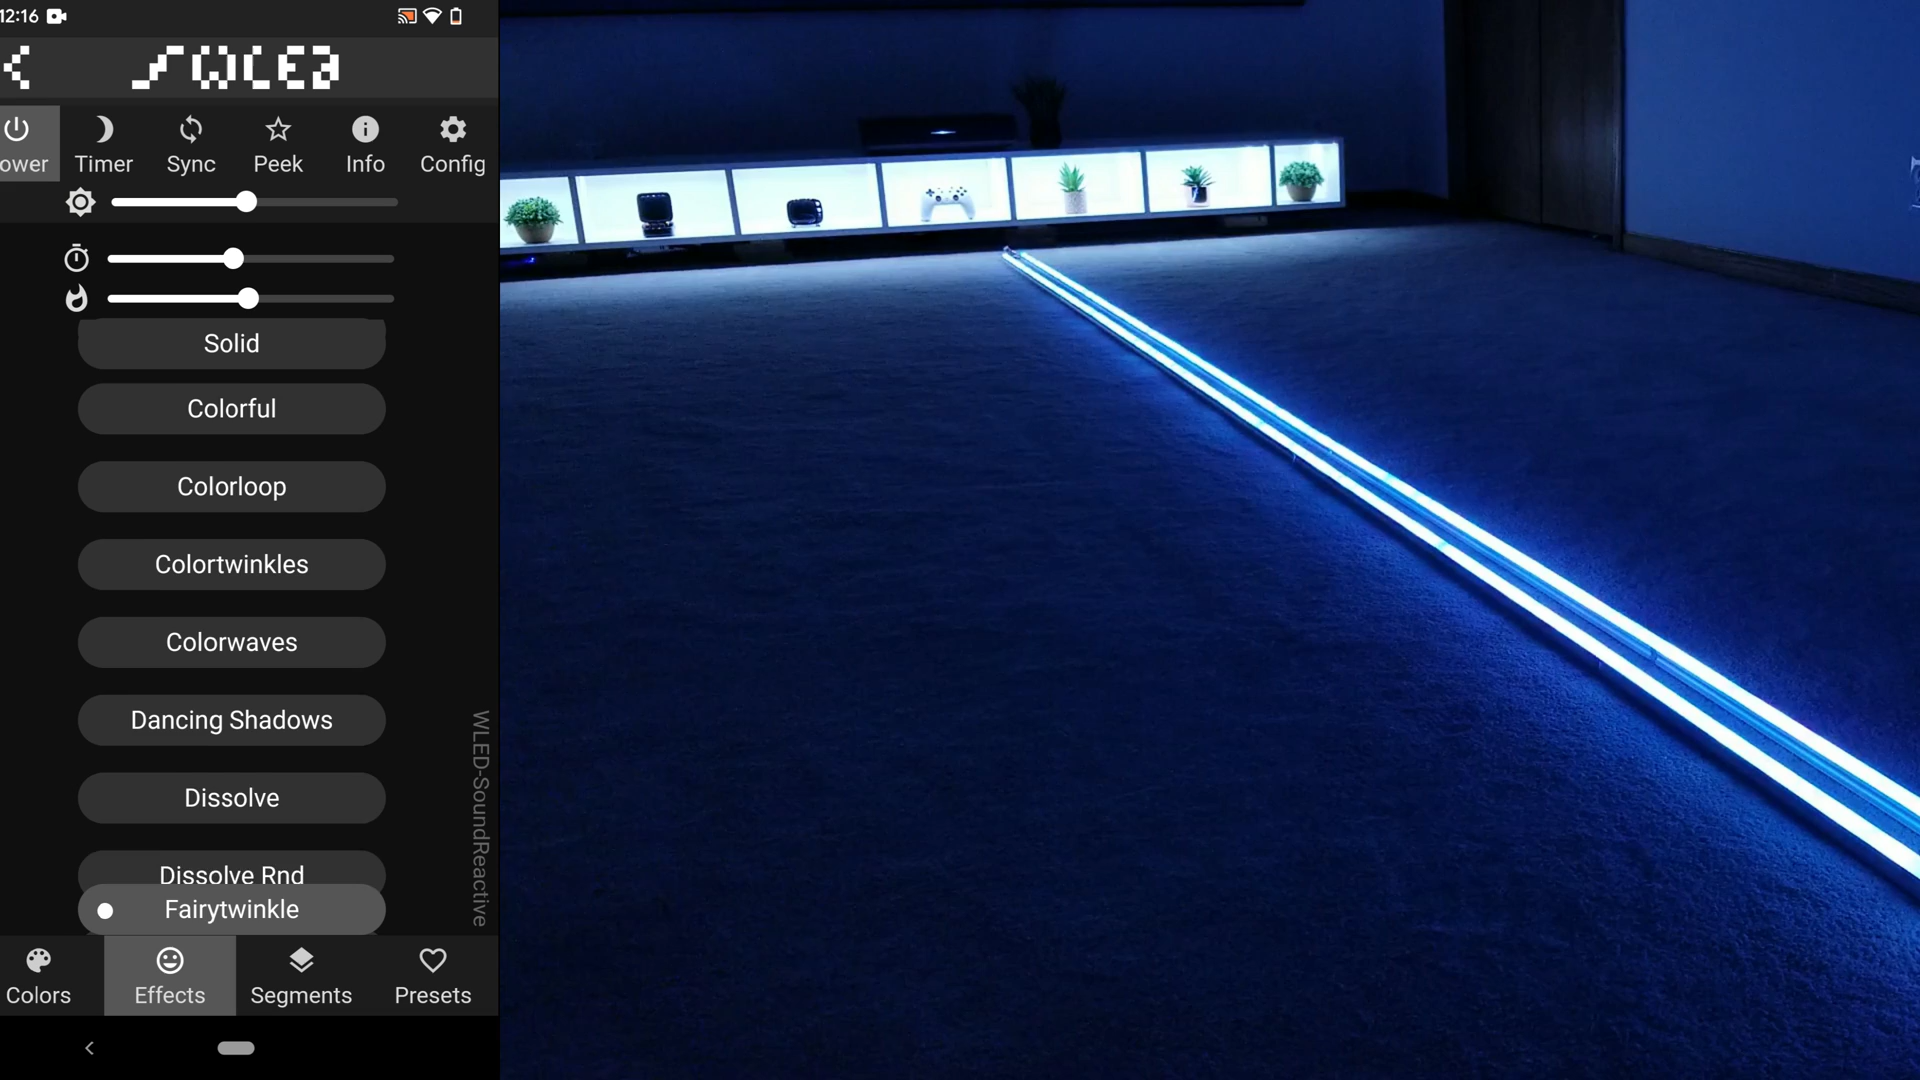 12:16
ower
Timer
Sync
Peek
Info
Config
Solid
Colorful
Colorloop
Colortwinkles
Colorwaves
Dancing Shadows
Dissolve
Dissolve Rnd
Fairytwinkle
WLED-SoundReactive
Colors
Effects
Segments
Presets